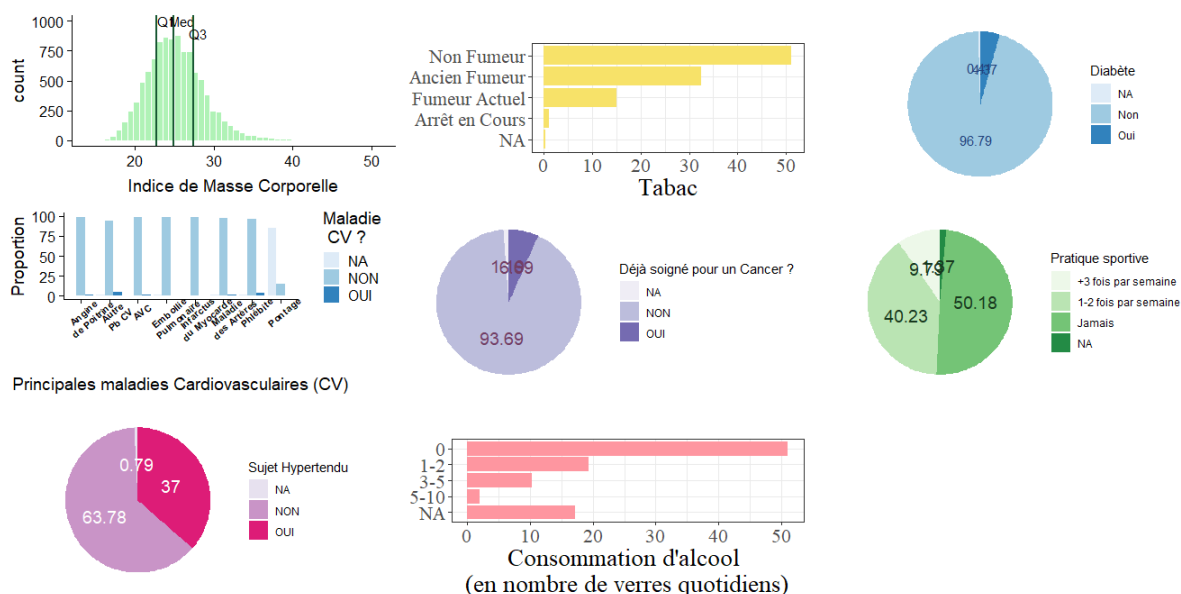 count
1000
750
500
250
0
Q1
Med
Q3
20
30
40
50
Indice de Masse Corporelle
Non Fumeur
Ancien Fumeur
Fumeur Actuel
Arrêt en Cours
NA
0
10
20
30
40
50
Tabac
96.79
Diabète
NA
Non
Oui
Proportion
100
75
50
25
0
Angine
de Poitrine
Autre
Pb CV
AVC
Embolie
Pulmonaire
Infarctus
du Myocarde
Maladie
des Artères
Phlébite
Pontage
Maladie
CV ?
NA
NON
OUI
Principales maladies Cardiovasculaires (CV)
93.69
Déjà soigné pour un Cancer ?
NA
NON
OUI
9.79
50.18
40.23
Pratique sportive
+3 fois par semaine
1-2 fois par semaine
Jamais
NA
0.79
37
63.78
Sujet Hypertendu
NA
NON
OUI
0
1-2
3-5
5-10
NA
0
10
20
30
40
50
Consommation d'alcool
(en nombre de verres quotidiens)